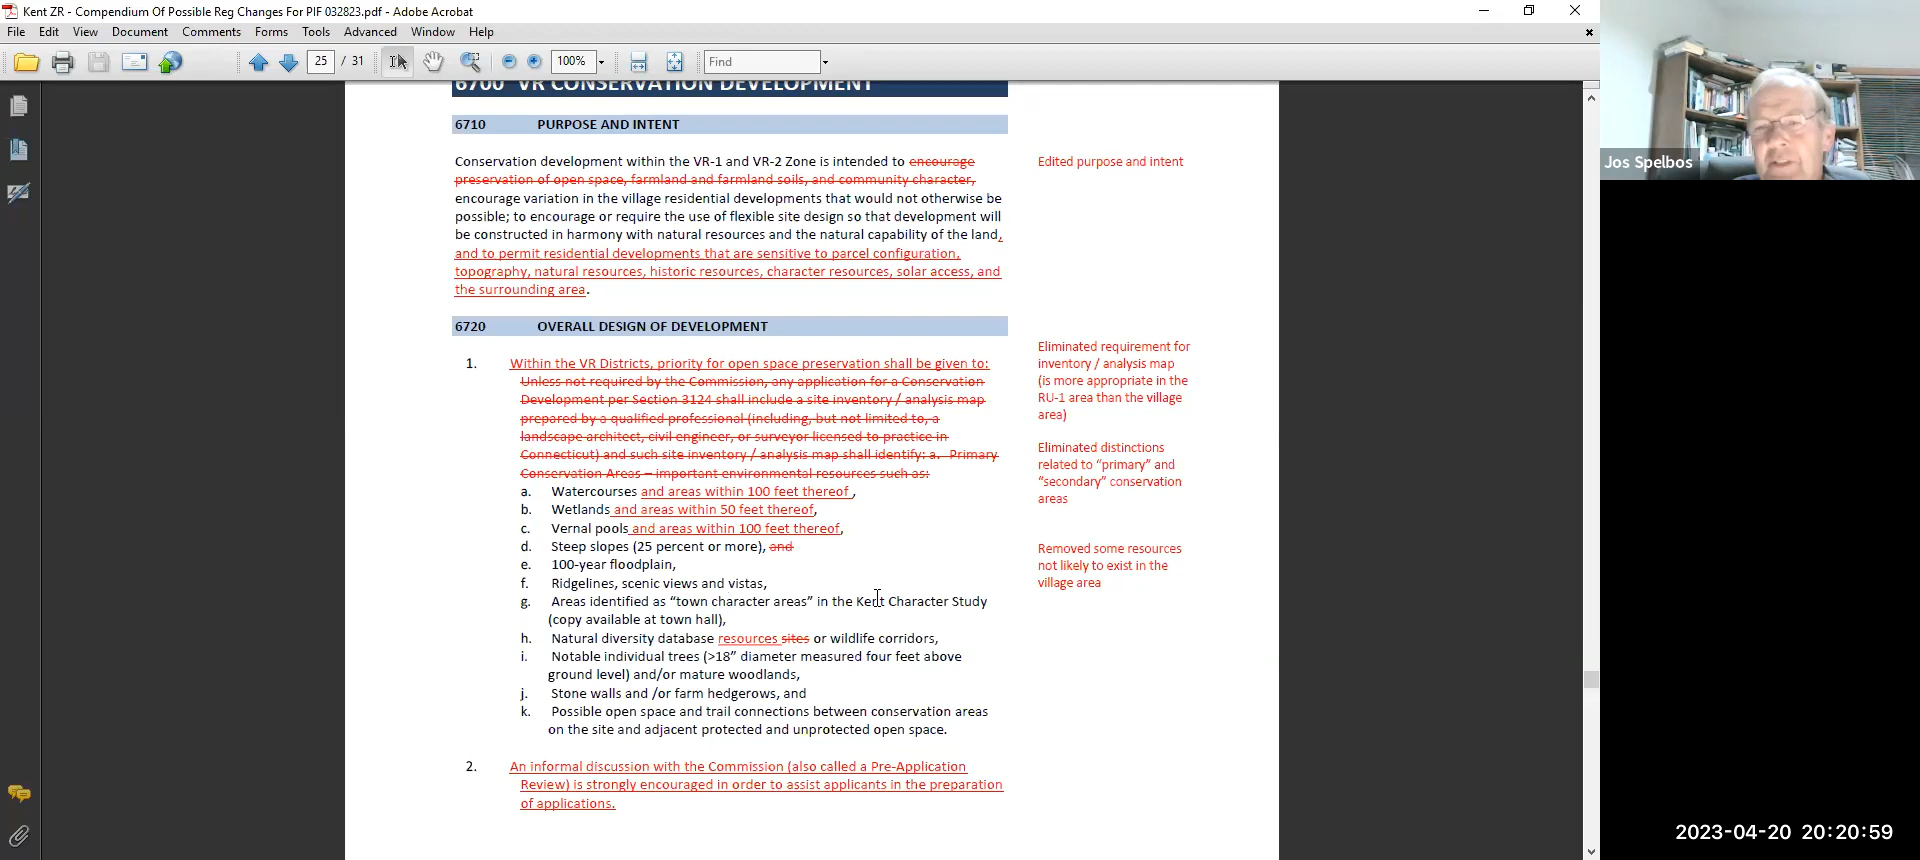 Kent ZR - Compendium Of Possible Reg Changes For PIF 032823.pdf - Adobe Acrobat
File Edit View Document Comments Forms Tools Advanced Window Help
25 / 31 100% Find
6700 VR CONSERVATION DEVELOPMENT
6710 PURPOSE AND INTENT
Conservation development within the VR-1 and VR-2 Zone is intended to encourage
preservation of open space, farmland and farmland soils, and community character,
encourage variation in the village residential developments that would not otherwise be
possible; to encourage or require the use of flexible site design so that development will
be constructed in harmony with natural resources and the natural capability of the land,
and to permit residential developments that are sensitive to parcel configuration,
topography, natural resources, historic resources, character resources, solar access, and
the surrounding area.
Edited purpose and intent
6720 OVERALL DESIGN OF DEVELOPMENT
1. Within the VR Districts, priority for open space preservation shall be given to:
Unless not required by the Commission, any application for a Conservation
Development per Section 3124 shall include a site inventory / analysis map
prepared by a qualified professional (including, but not limited to, a
landscape architect, civil engineer, or surveyor licensed to practice in
Connecticut) and such site inventory / analysis map shall identify: a. Primary
Conservation Areas – important environmental resources such as:
a. Watercourses and areas within 100 feet thereof ,
b. Wetlands and areas within 50 feet thereof,
c. Vernal pools and areas within 100 feet thereof,
d. Steep slopes (25 percent or more), and
e. 100-year floodplain,
f. Ridgelines, scenic views and vistas,
g. Areas identified as “town character areas” in the Kent Character Study
(copy available at town hall),
h. Natural diversity database resources sites or wildlife corridors,
i. Notable individual trees (>18” diameter measured four feet above
ground level) and/or mature woodlands,
j. Stone walls and /or farm hedgerows, and
k. Possible open space and trail connections between conservation areas
on the site and adjacent protected and unprotected open space.
2. An informal discussion with the Commission (also called a Pre-Application
Review) is strongly encouraged in order to assist applicants in the preparation
of applications.
Eliminated requirement for
inventory / analysis map
(is more appropriate in the
RU-1 area than the village
area)
Eliminated distinctions
related to “primary” and
“secondary” conservation
areas
Removed some resources
not likely to exist in the
village area
Jos Spelbos
2023-04-20 20:20:59